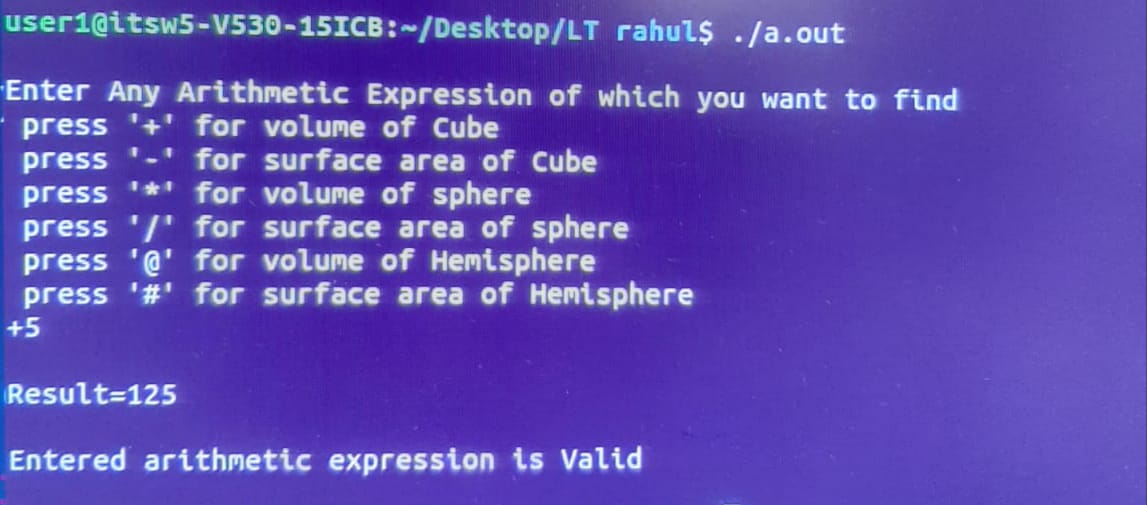 user1@itsw5-V530-15ICB:~/Desktop/LT rahul$ ./a.out
Enter Any Arithmetic Expression of which you want to find
press '+' for volume of Cube
press '-' for surface area of Cube
press '*' for volume of sphere
press '/' for surface area of sphere
press '@' for volume of Hemisphere
press '#' for surface area of Hemisphere
+5
Result=125
Entered arithmetic expression is Valid